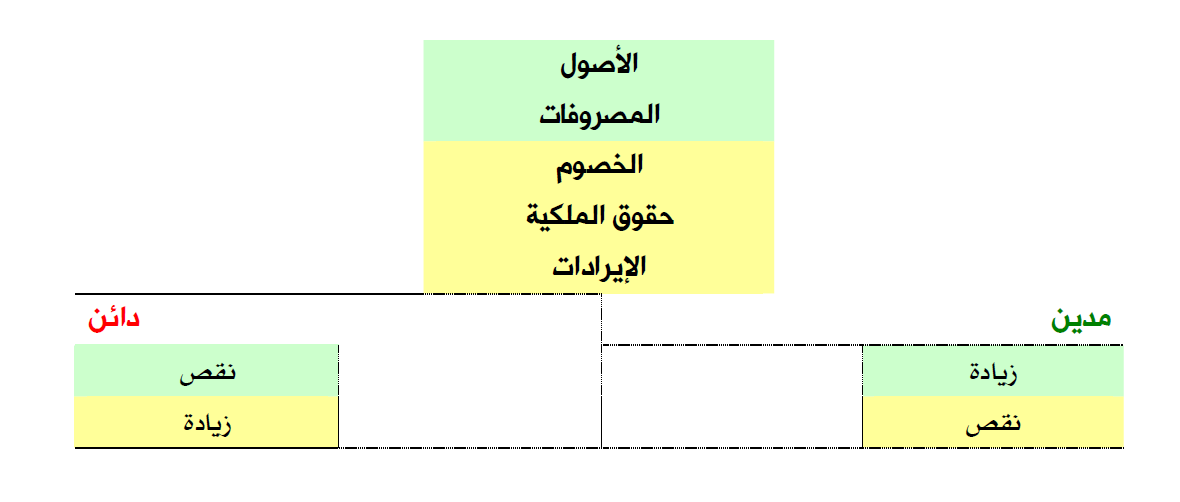 الأصول
المصروفات
الخصوم
حقوق الملكية
الإيرادات
مدين
دائن
زيادة
نقص
نقص
زيادة